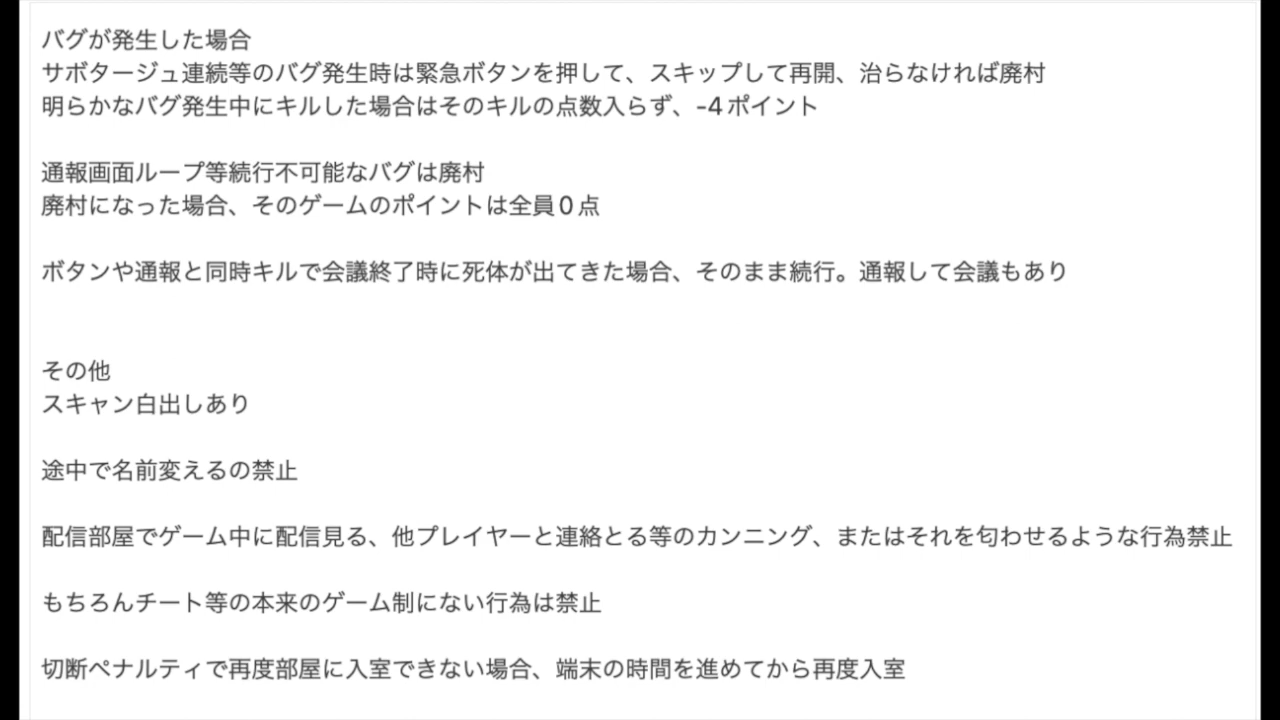 バグが発生した場合
サボタージュ連続等のバグ発生時は緊急ボタンを押して、スキップして再開、治らなければ廃村
明らかなバグ発生中にキルした場合はそのキルの点数入らず、-4ポイント
通報画面ループ等続行不可能なバグは廃村
廃村になった場合、そのゲームのポイントは全員0点
ボタンや通報と同時キルで会議終了時に死体が出てきた場合、そのまま続行。通報して会議もあり
その他
スキャン白出しあり
途中で名前変えるの禁止
配信部屋でゲーム中に配信見る、他プレイヤーと連絡とる等のカンニング、またはそれを匂わせるような行為禁止
もちろんチート等の本来のゲーム制にない行為は禁止
切断ペナルティで再度部屋に入室できない場合、端末の時間を進めてから再度入室